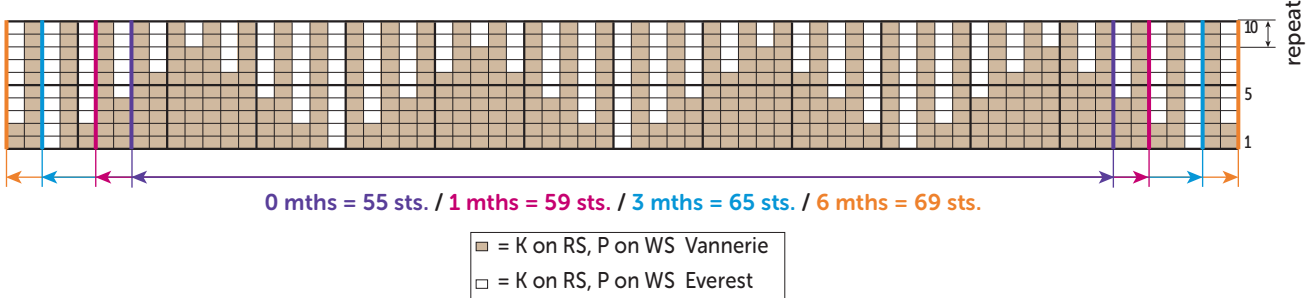 10
repeat
5
1
0 mths = 55 sts. / 1 mths = 59 sts. / 3 mths = 65 sts. / 6 mths = 69 sts.
= K on RS, P on WS Vannerie
= K on RS, P on WS Everest